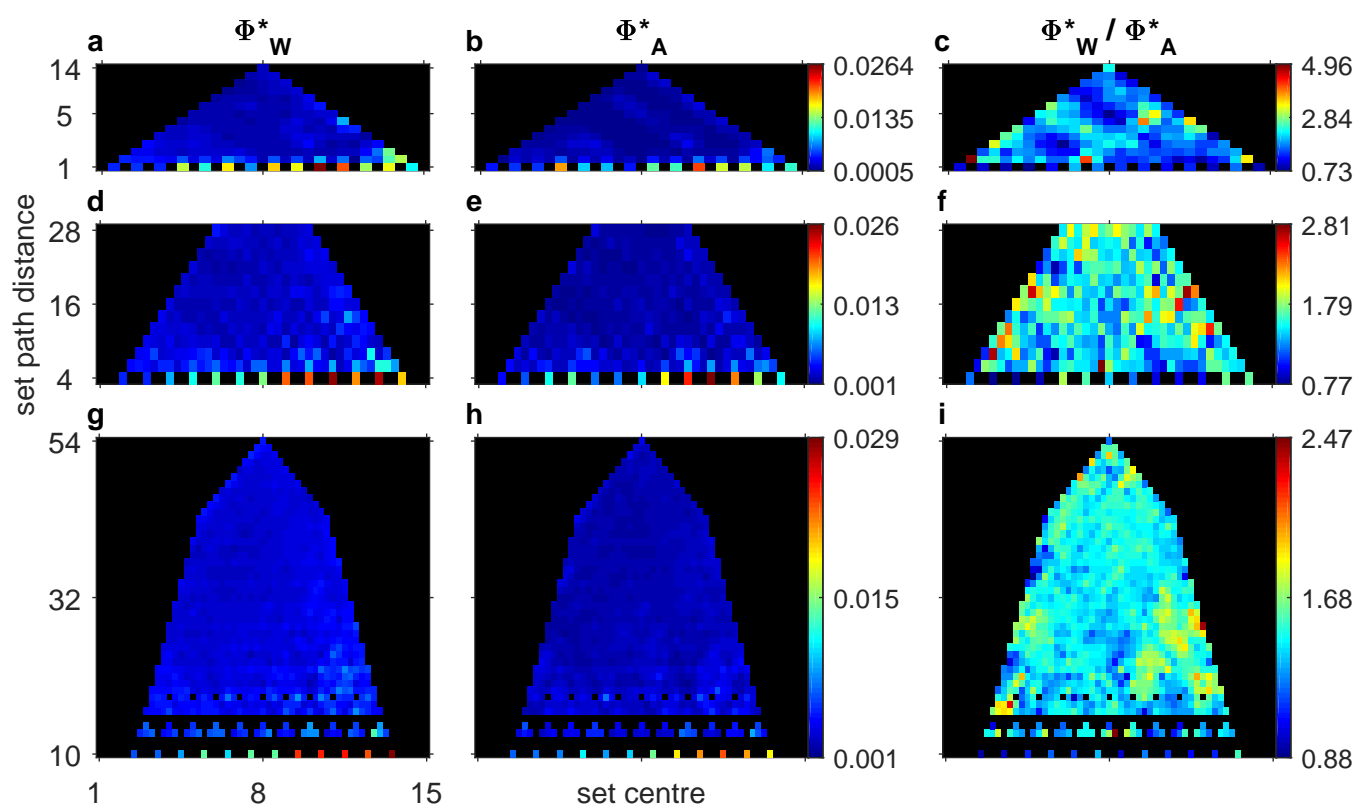 a Φ*W b Φ*A c Φ*W / Φ*A
14 0.0264 4.96
5 0.0135 2.84
1 0.0005 0.73
d e f
28 0.026 2.81
16 0.013 1.79
4 0.001 0.77
set path distance
g h i
54 0.029 2.47
32 0.015 1.68
10 0.001 0.88
1 8 15 set centre